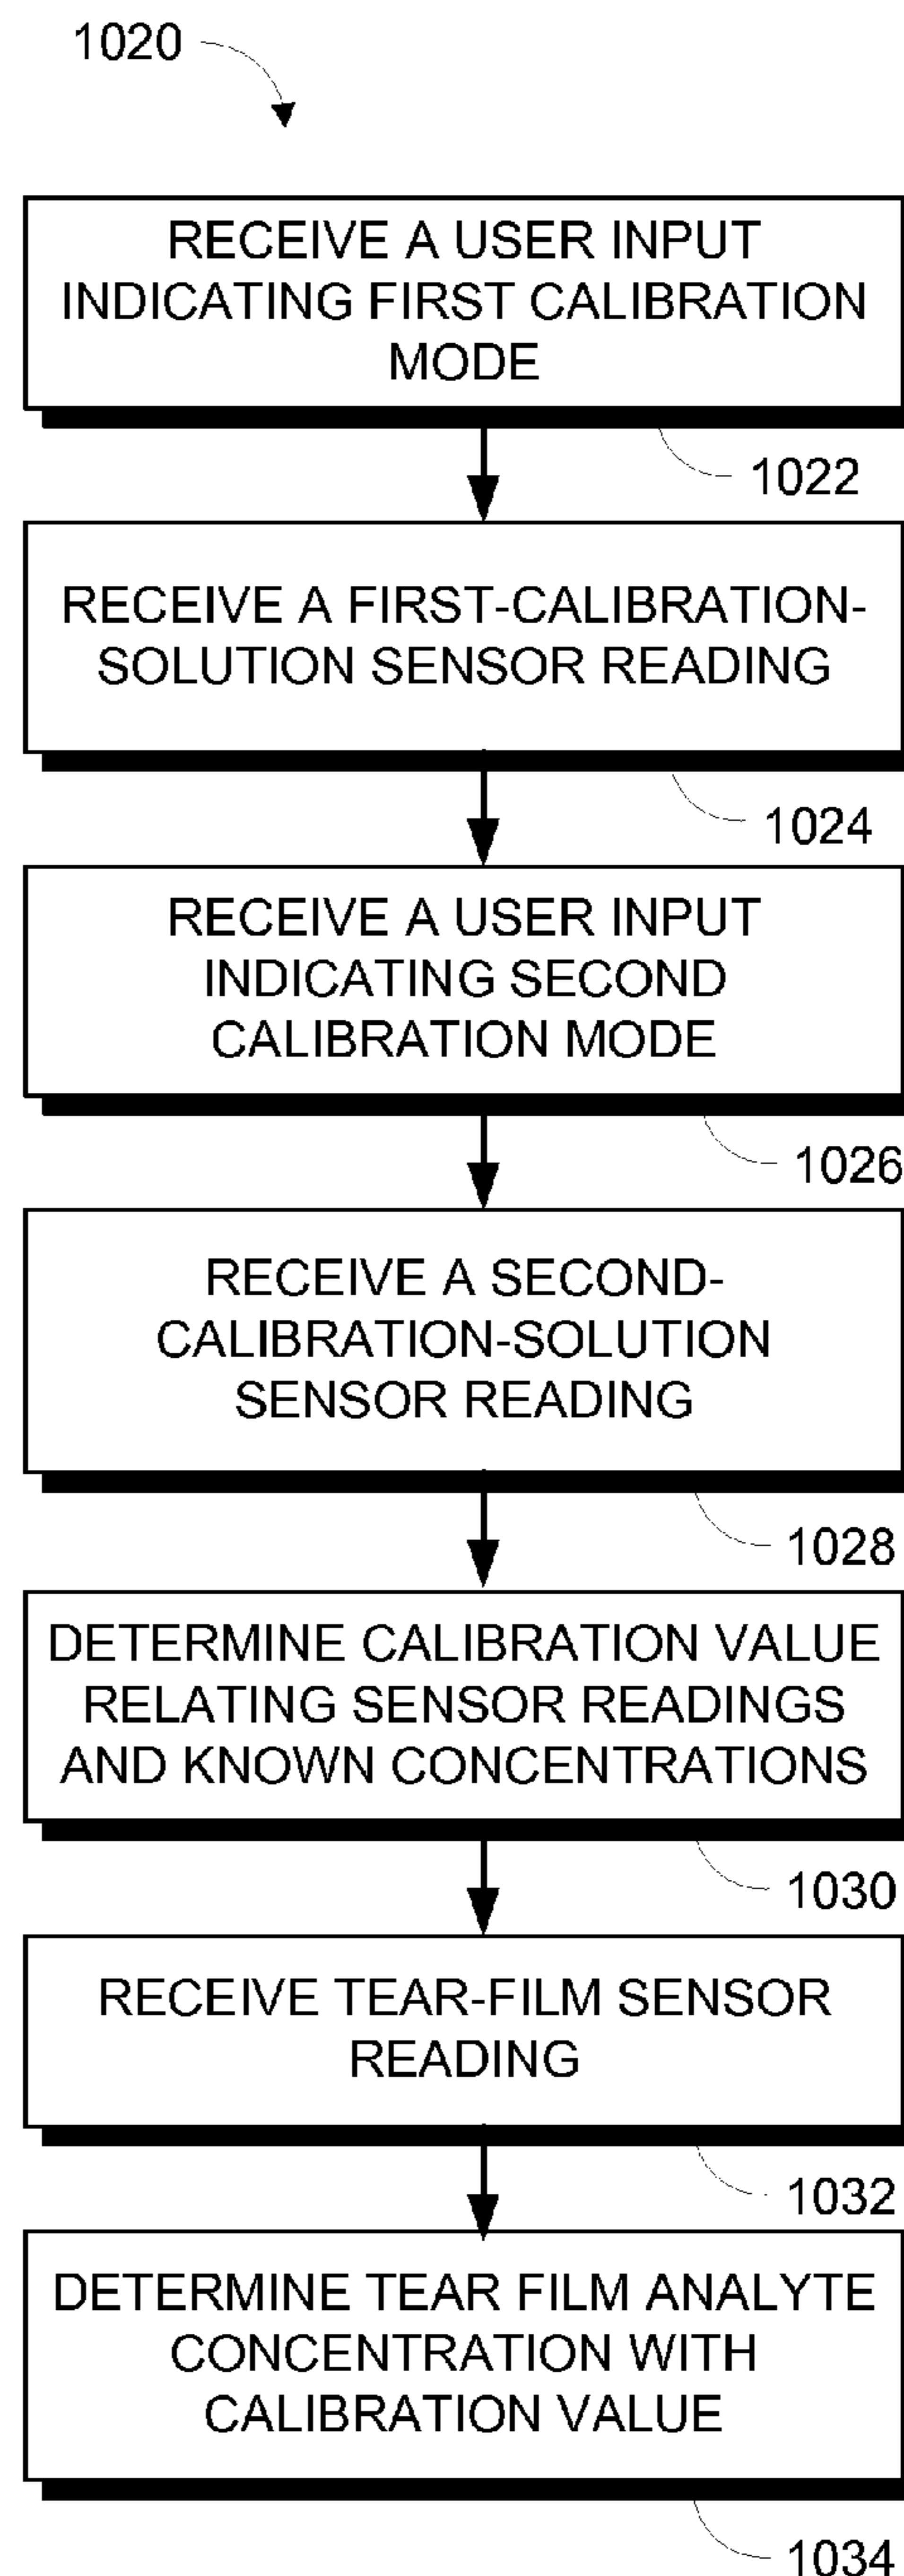 1020
RECEIVE A USER INPUT
INDICATING FIRST CALIBRATION
MODE
1022
RECEIVE A FIRST-CALIBRATION-
SOLUTION SENSOR READING
1024
RECEIVE A USER INPUT
INDICATING SECOND
CALIBRATION MODE
1026
RECEIVE A SECOND-
CALIBRATION-SOLUTION
SENSOR READING
1028
DETERMINE CALIBRATION VALUE
RELATING SENSOR READINGS
AND KNOWN CONCENTRATIONS
1030
RECEIVE TEAR-FILM SENSOR
READING
1032
DETERMINE TEAR FILM ANALYTE
CONCENTRATION WITH
CALIBRATION VALUE
1034